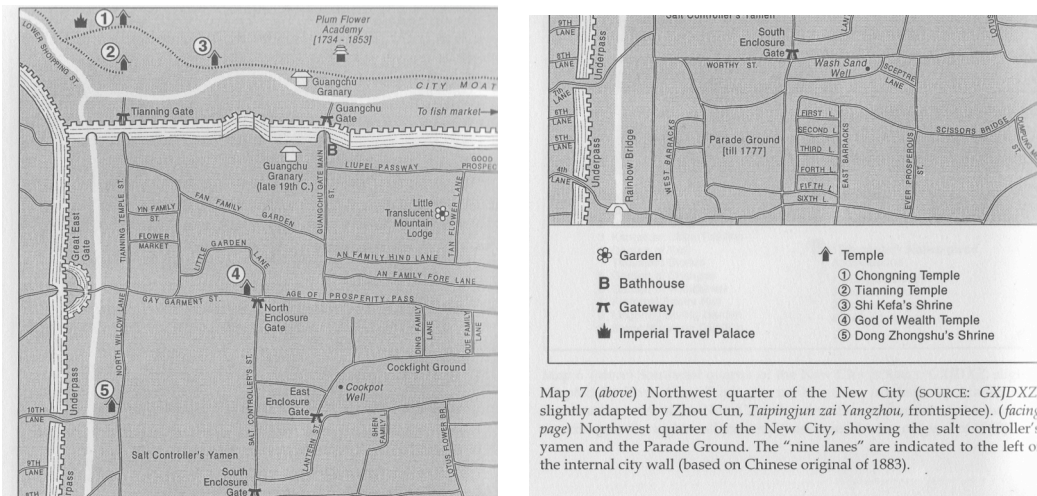 LOWER SHOPPING ST.
①
②
③
Plum Flower
Academy
[1734 - 1853]
Guangchu
Granary
CITY MOAT
Tianning Gate
Guangchu
Gate
To fish market
B
Guangchu
Granary
(late 19th C.)
GUANGCHU GATE MAIN
ST.
LIUPEI PASSWAY
GOOD
PROSPEC
Great East
Gate
TIANNING TEMPLE ST.
YIN FAMILY
ST.
FLOWER
MARKET
FAN FAMILY
GARDEN
LITTLE GARDEN LANE
Little
Translucent
Mountain
Lodge
TAN FLOWER LANE
AN FAMILY HIND LANE
AN FAMILY FORE LANE
④
GAY GARMENT ST.
AGE OF PROSPERITY PASS
North
Enclosure
Gate
NORTH WILLOW LANE
DING FAMILY
LANE
QUE FAMILY
LANE
Cockfight Ground
Underpass
⑤
10TH
LANE
SALT CONTROLLER'S ST.
East
Enclosure
Gate
Cookpot
Well
LANTERN ST.
SHEN
FAMILY
LOTUS FLOWER BR.
Salt Controller's Yamen
9TH
LANE
rpass
South
Enclosure
Gate
Salt Controller's Yamen
9TH
LANE
8TH
LANE
7th
LANE
6TH
LANE
5TH
LANE
4th
LANE
Underpass
Underpass
Rainbow Bridge
South
Enclosure
Gate
LAN
LOTUS
WORTHY ST.
Wash Sand
Well
SCEPTRE
LANE
WEST BARRACKS
Parade Ground
[till 1777]
FIRST L.
SECOND L.
THIRD L.
FORTH L.
FIFTH L.
SIXTH L.
EAST BARRACKS
EVER PROSPEROUS
ST.
SCISSORS BRIDGE
ST.
Garden
B Bathhouse
Gateway
Imperial Travel Palace
Temple
① Chongning Temple
② Tianning Temple
③ Shi Kefa's Shrine
④ God of Wealth Temple
⑤ Dong Zhongshu's Shrine
Map 7 (above) Northwest quarter of the New City (SOURCE: GXJDXZ
slightly adapted by Zhou Cun, Taipingjun zai Yangzhou, frontispiece). (facing
page) Northwest quarter of the New City, showing the salt controller's
yamen and the Parade Ground. The "nine lanes" are indicated to the left o
the internal city wall (based on Chinese original of 1883).